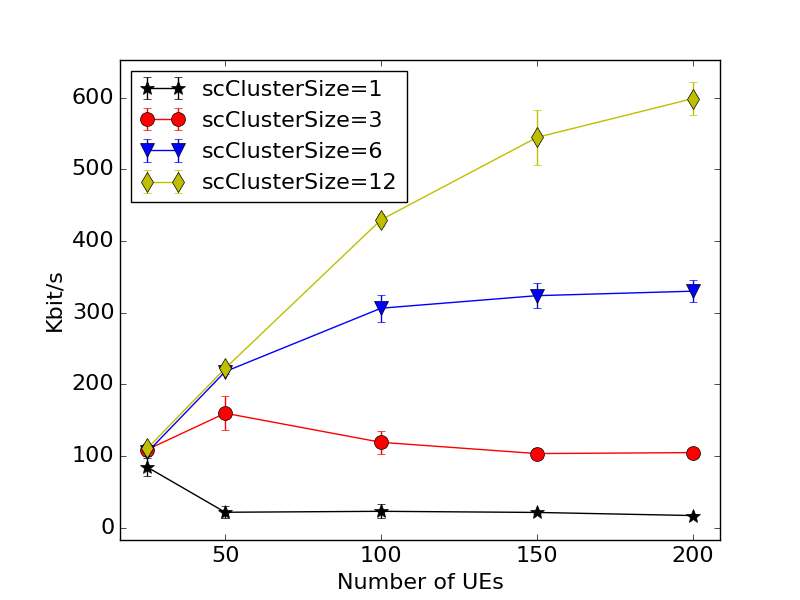 scClusterSize=1
scClusterSize=3
scClusterSize=6
scClusterSize=12
600
500
400
300
200
100
0
Kbit/s
50 100 150 200
Number of UEs